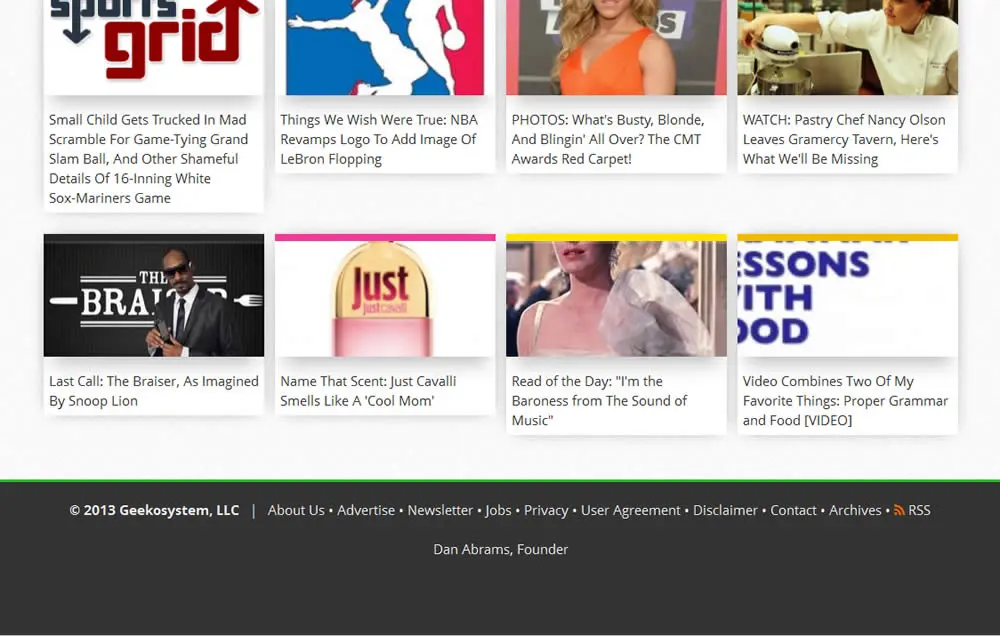 sports
grid
Small Child Gets Trucked In Mad
Scramble For Game-Tying Grand
Slam Ball, And Other Shameful
Details Of 16-Inning White
Sox-Mariners Game
Things We Wish Were True: NBA
Revamps Logo To Add Image Of
LeBron Flopping
PHOTOS: What's Busty, Blonde,
And Blingin' All Over? The CMT
Awards Red Carpet!
WATCH: Pastry Chef Nancy Olson
Leaves Gramercy Tavern, Here's
What We'll Be Missing
THE
Just
justcavalli
Last Call: The Braiser, As Imagined
By Snoop Lion
Name That Scent: Just Cavalli
Smells Like A 'Cool Mom'
Read of the Day: "I'm the
Baroness from The Sound of
Music"
Video Combines Two Of My
Favorite Things: Proper Grammar
and Food [VIDEO]
© 2013 Geekosystem, LLC | About Us • Advertise • Newsletter • Jobs • Privacy • User Agreement • Disclaimer • Contact • Archives • RSS
Dan Abrams, Founder